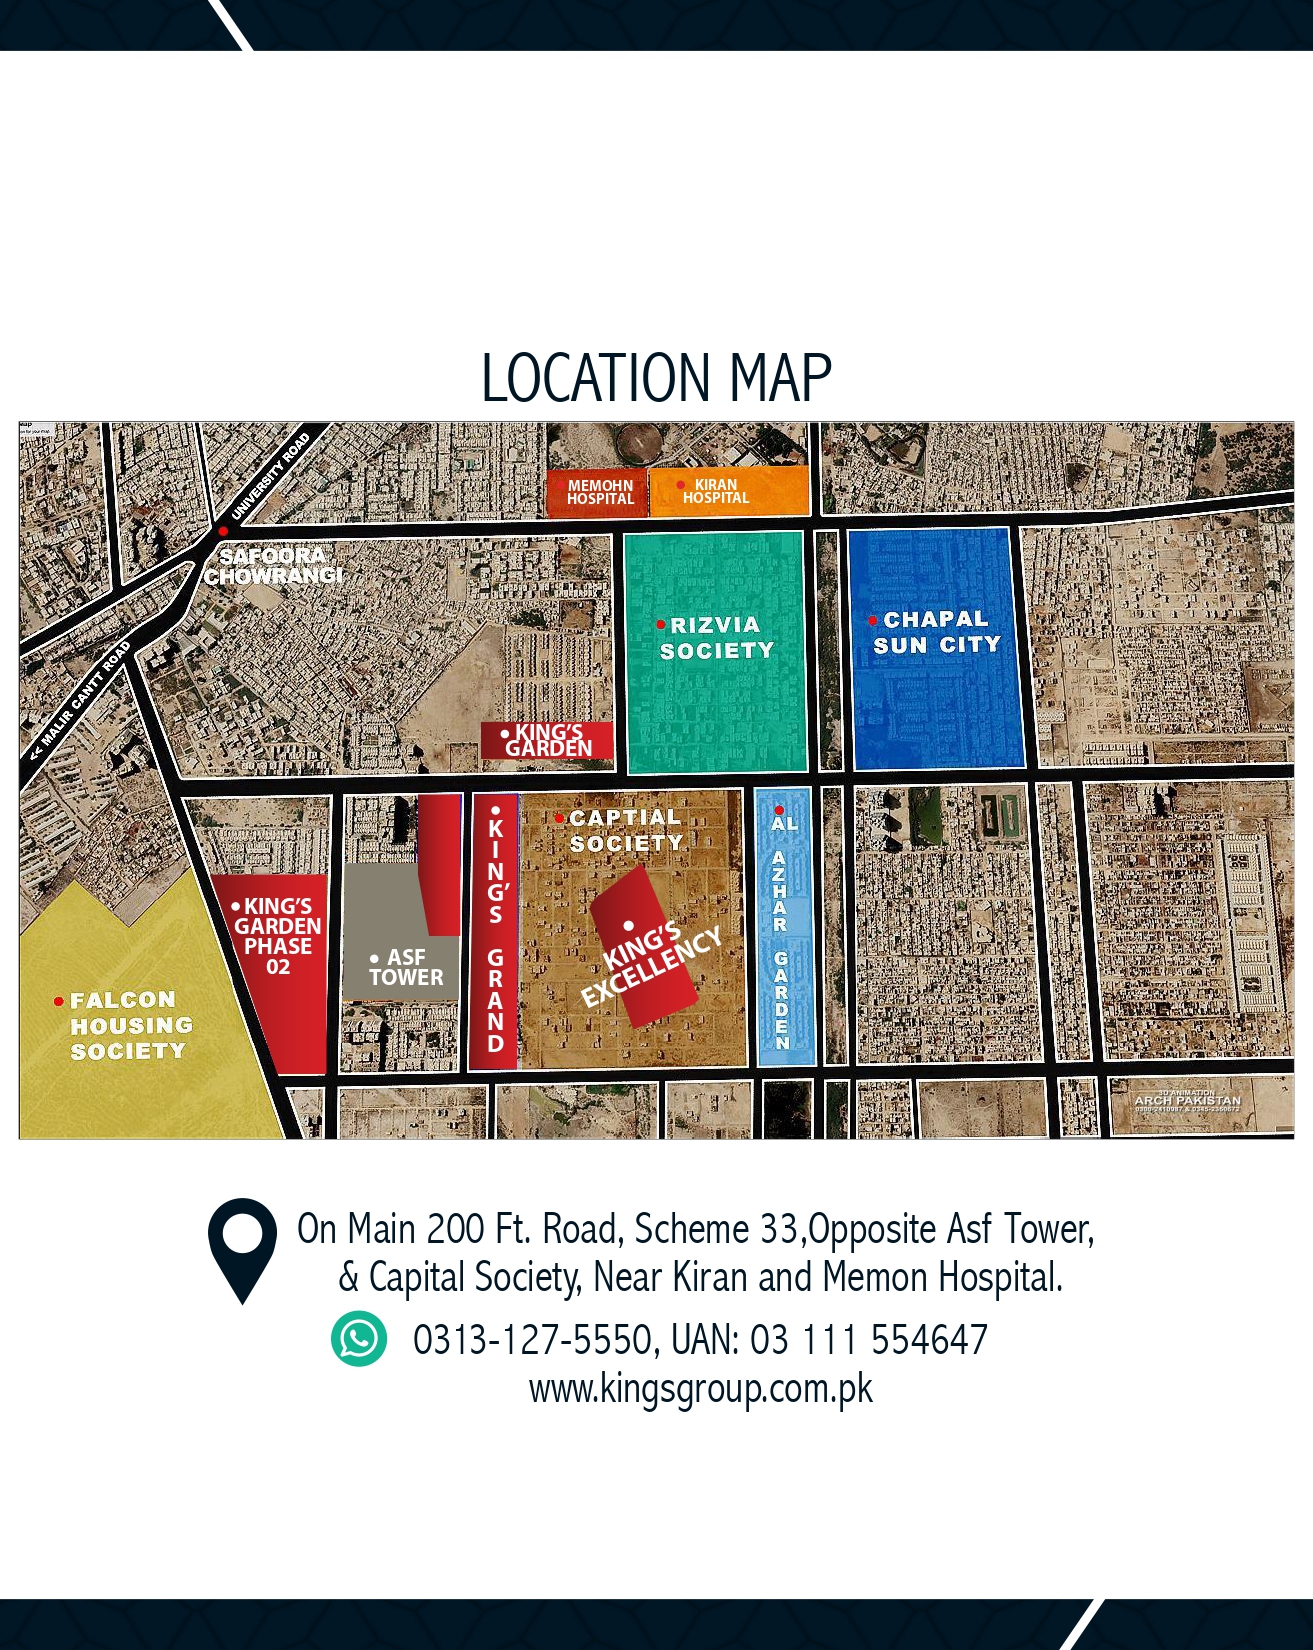 LOCATION MAP
UNIVERSITY ROAD
MEMOHN
HOSPITAL
KIRAN
HOSPITAL
SAFOORA
CHOWRANGI
RIZVIA
SOCIETY
CHAPAL
SUN CITY
<< MALIR CANTT ROAD
KING'S
GARDEN
KING'S GRAND
CAPTIAL
SOCIETY
AL AZHAR GARDEN
KING'S
GARDEN
PHASE
02
ASF
TOWER
KING'S
EXCELLENCY
FALCON
HOUSING
SOCIETY
3D ANIMATION
ARCH PAKISTAN
On Main 200 Ft. Road, Scheme 33,Opposite Asf Tower,
& Capital Society, Near Kiran and Memon Hospital.
0313-127-5550, UAN: 03 111 554647
www.kingsgroup.com.pk